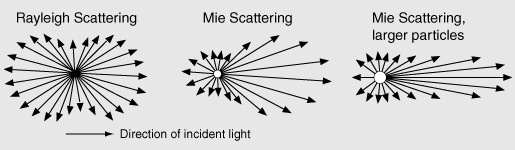 Rayleigh Scattering
Mie Scattering
Mie Scattering,
larger particles
Direction of incident light